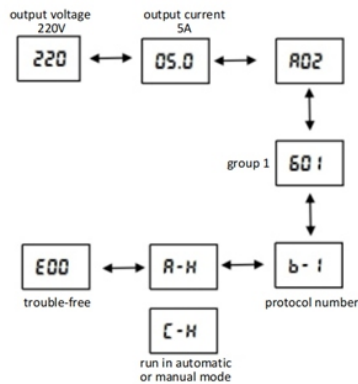 output voltage
220V
output current
5A
220
05.0
A02
group 1
601
E00
A-H
b-1
trouble-free
protocol number
C-H
run in automatic
or manual mode